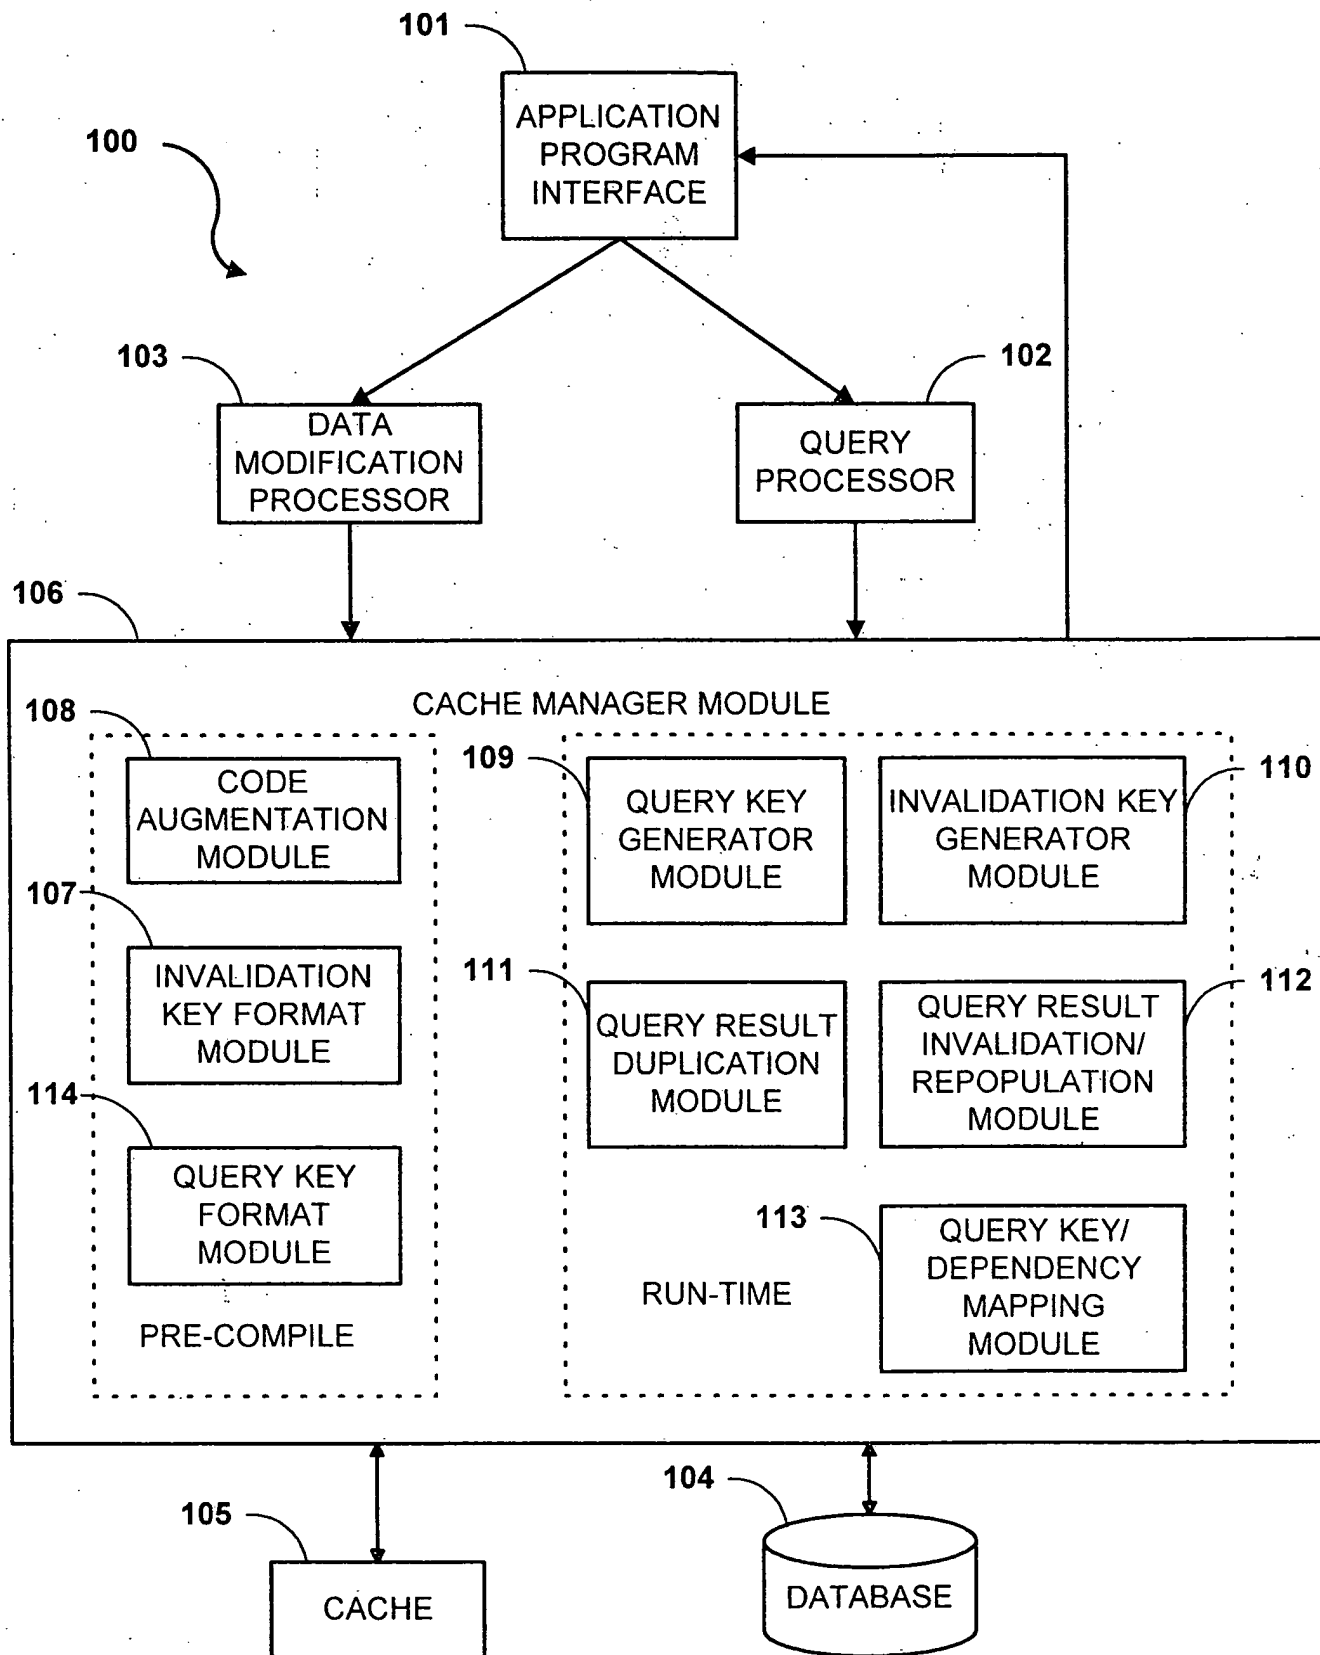 101
APPLICATION
PROGRAM
INTERFACE
100
103
DATA
MODIFICATION
PROCESSOR
102
QUERY
PROCESSOR
106
CACHE MANAGER MODULE
108
CODE
AUGMENTATION
MODULE
107
INVALIDATION
KEY FORMAT
MODULE
114
QUERY KEY
FORMAT
MODULE
PRE-COMPILE
109
QUERY KEY
GENERATOR
MODULE
110
INVALIDATION KEY
GENERATOR
MODULE
111
QUERY RESULT
DUPLICATION
MODULE
112
QUERY RESULT
INVALIDATION/
REPOPULATION
MODULE
113
QUERY KEY/
DEPENDENCY
MAPPING
MODULE
RUN-TIME
105
CACHE
104
DATABASE